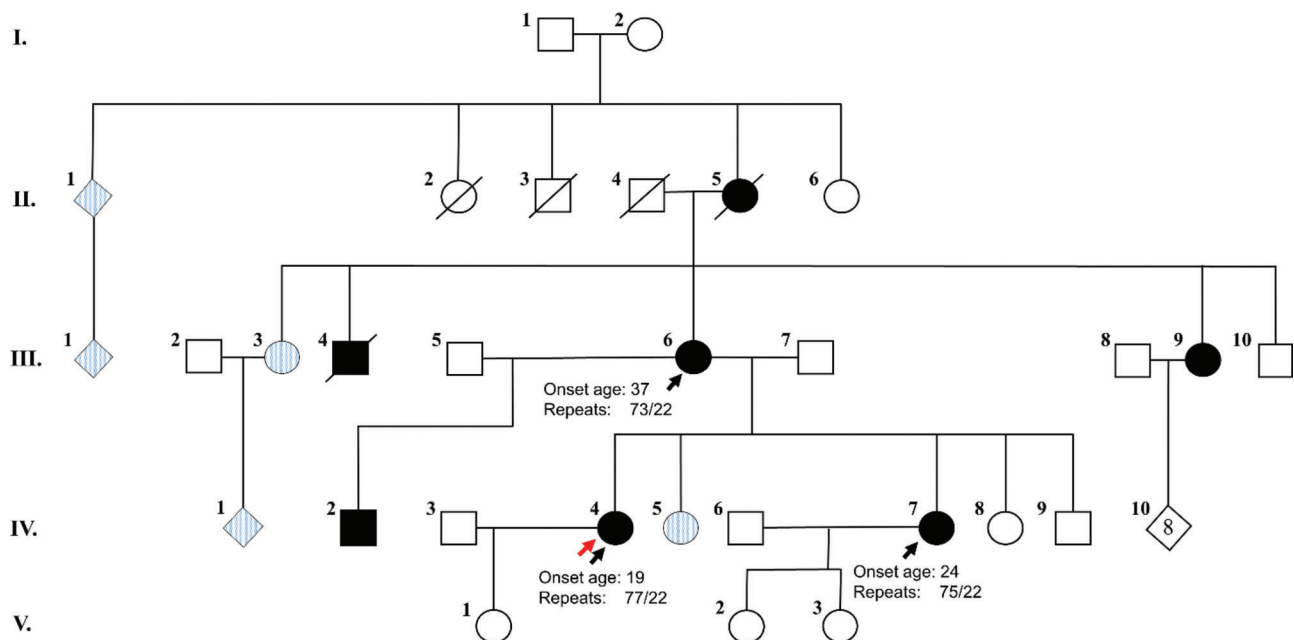 I.
1
2
II.
1
2
3
4
5
6
III.
1
2
3
4
5
6
7
8
9
10
Onset age: 37
Repeats: 73/22
IV.
1
2
3
4
5
6
7
8
9
10
8
Onset age: 19
Repeats: 77/22
Onset age: 24
Repeats: 75/22
V.
1
2
3